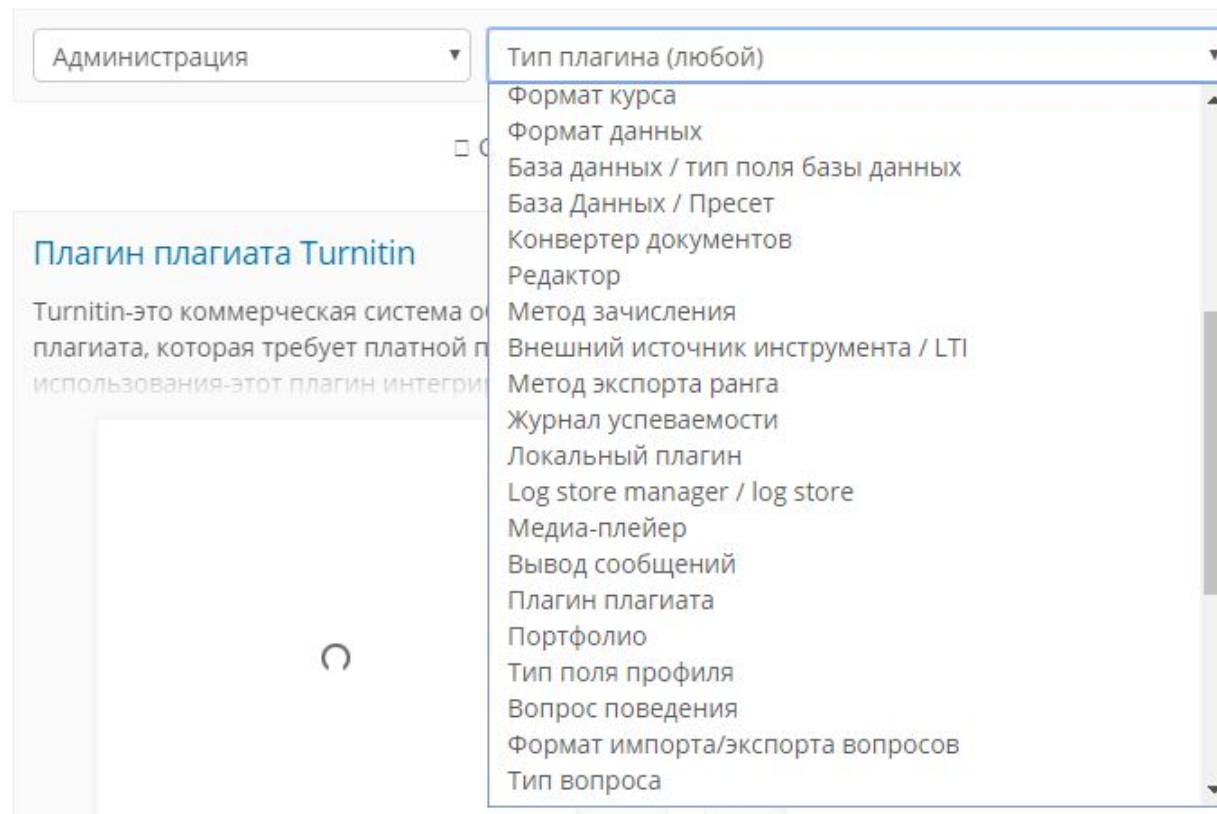 Администрация
Тип плагина (любой)
Формат курса
Формат данных
База данных / тип поля базы данных
База Данных / Пресет
Конвертер документов
Редактор
Метод зачисления
Внешний источник инструмента / LTI
Метод экспорта ранга
Журнал успеваемости
Локальный плагин
Log store manager / log store
Медиа-плейер
Вывод сообщений
Плагин плагиата
Портфолио
Тип поля профиля
Вопрос поведения
Формат импорта/экспорта вопросов
Тип вопроса
Плагин плагиата Turnitin
Turnitin-это коммерческая система
плагиата, которая требует платной
использования-этот плагин